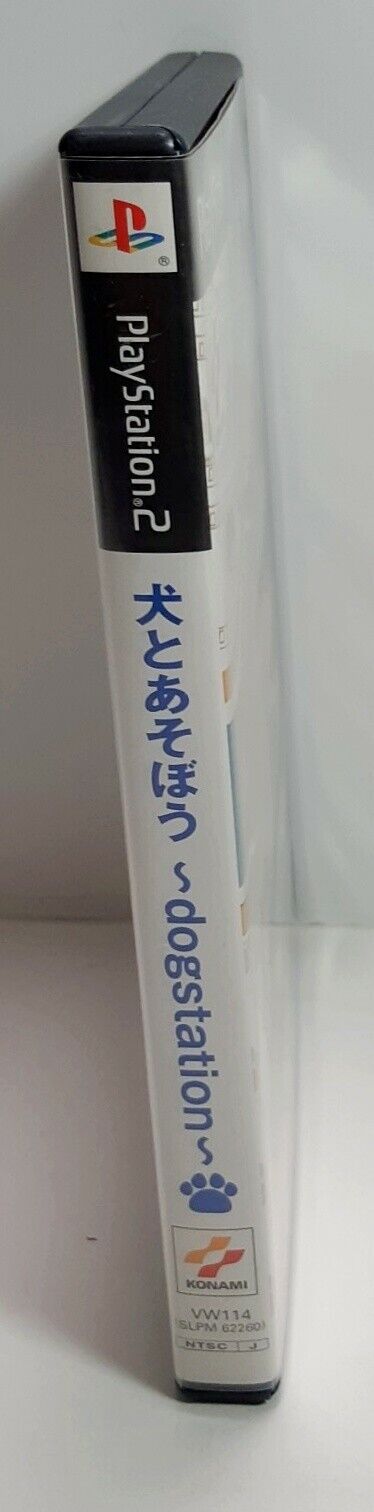 ®
PlayStation®2
犬とあそぼう ～dogstation～
KONAMI
VW114
(SLPM 62260)
NTSC J